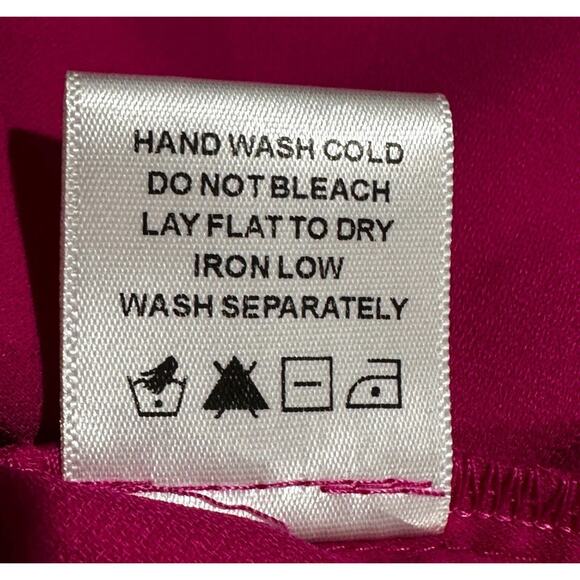 HAND WASH COLD
DO NOT BLEACH
LAY FLAT TO DRY
IRON LOW
WASH SEPARATELY